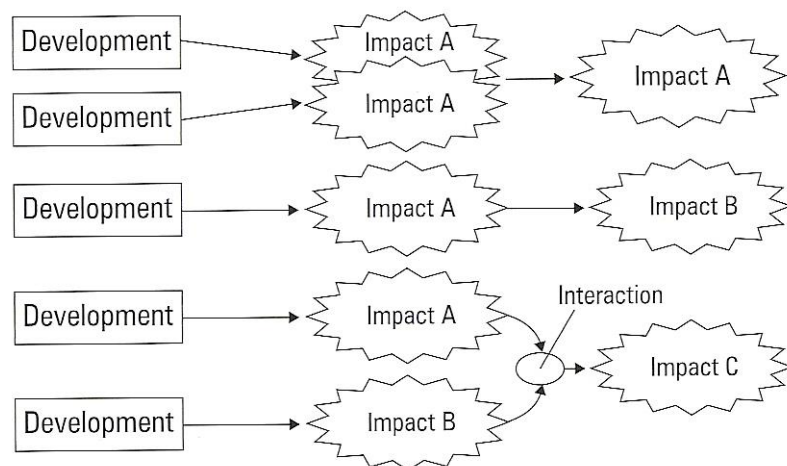 Development
Impact A
Impact A
Development
Impact A
Development
Impact A
Impact B
Development
Impact A
Interaction
Impact C
Development
Impact B